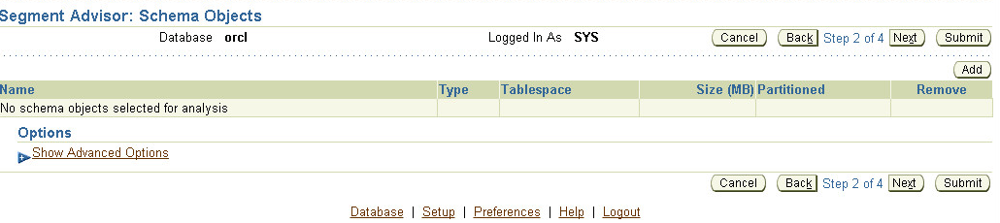 Segment Advisor: Schema Objects
Database orcl Logged In As SYS Cancel Back Step 2 of 4 Next Submit
Add
Name Type Tablespace Size (MB) Partitioned Remove
No schema objects selected for analysis
Options
Show Advanced Options
Cancel Back Step 2 of 4 Next Submit
Database | Setup | Preferences | Help | Logout